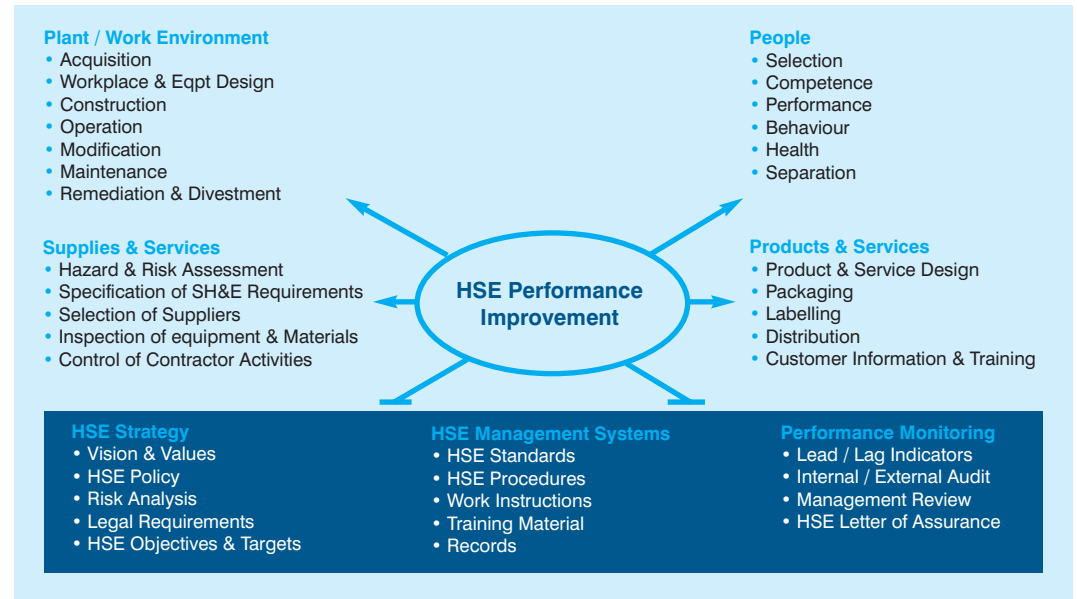 Plant / Work Environment
• Acquisition
• Workplace & Eqpt Design
• Construction
• Operation
• Modification
• Maintenance
• Remediation & Divestment
People
• Selection
• Competence
• Performance
• Behaviour
• Health
• Separation
Supplies & Services
• Hazard & Risk Assessment
• Specification of SH&E Requirements
• Selection of Suppliers
• Inspection of equipment & Materials
• Control of Contractor Activities
HSE Performance
Improvement
Products & Services
• Product & Service Design
• Packaging
• Labelling
• Distribution
• Customer Information & Training
HSE Strategy
• Vision & Values
• HSE Policy
• Risk Analysis
• Legal Requirements
• HSE Objectives & Targets
HSE Management Systems
• HSE Standards
• HSE Procedures
• Work Instructions
• Training Material
• Records
Performance Monitoring
• Lead / Lag Indicators
• Internal / External Audit
• Management Review
• HSE Letter of Assurance